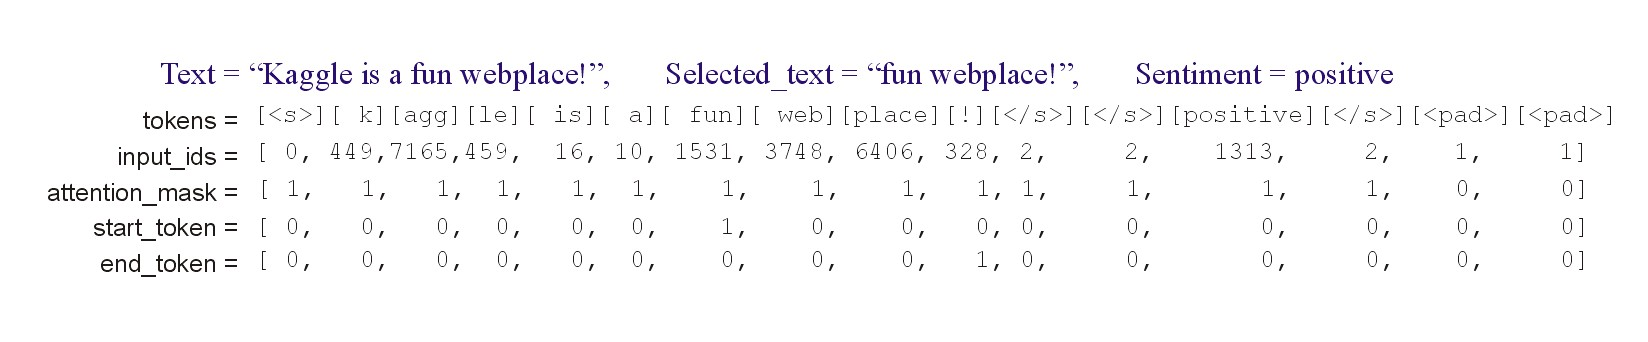 Text = “Kaggle is a fun webplace!”, Selected_text = “fun webplace!”, Sentiment = positive
tokens = [<s>][ k][agg][le][ is][ a][ fun][ web][place][!][</s>][</s>][positive][</s>][<pad>][<pad>]
input_ids = [ 0, 449,7165,459, 16, 10, 1531, 3748, 6406, 328, 2, 2, 1313, 2, 1, 1]
attention_mask = [ 1, 1, 1, 1, 1, 1, 1, 1, 1, 1, 1, 1, 1, 1, 0, 0]
start_token = [ 0, 0, 0, 0, 0, 0, 1, 0, 0, 0, 0, 0, 0, 0, 0, 0]
end_token = [ 0, 0, 0, 0, 0, 0, 0, 0, 0, 1, 0, 0, 0, 0, 0, 0]